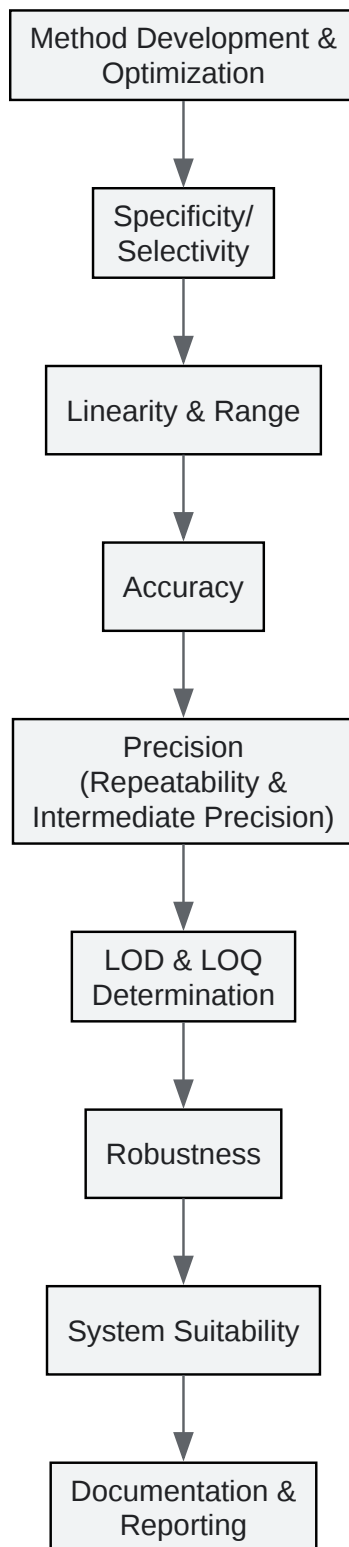 Method Development &
Optimization
Specificity/
Selectivity
Linearity & Range
Accuracy
Precision
(Repeatability &
Intermediate Precision)
LOD & LOQ
Determination
Robustness
System Suitability
Documentation &
Reporting